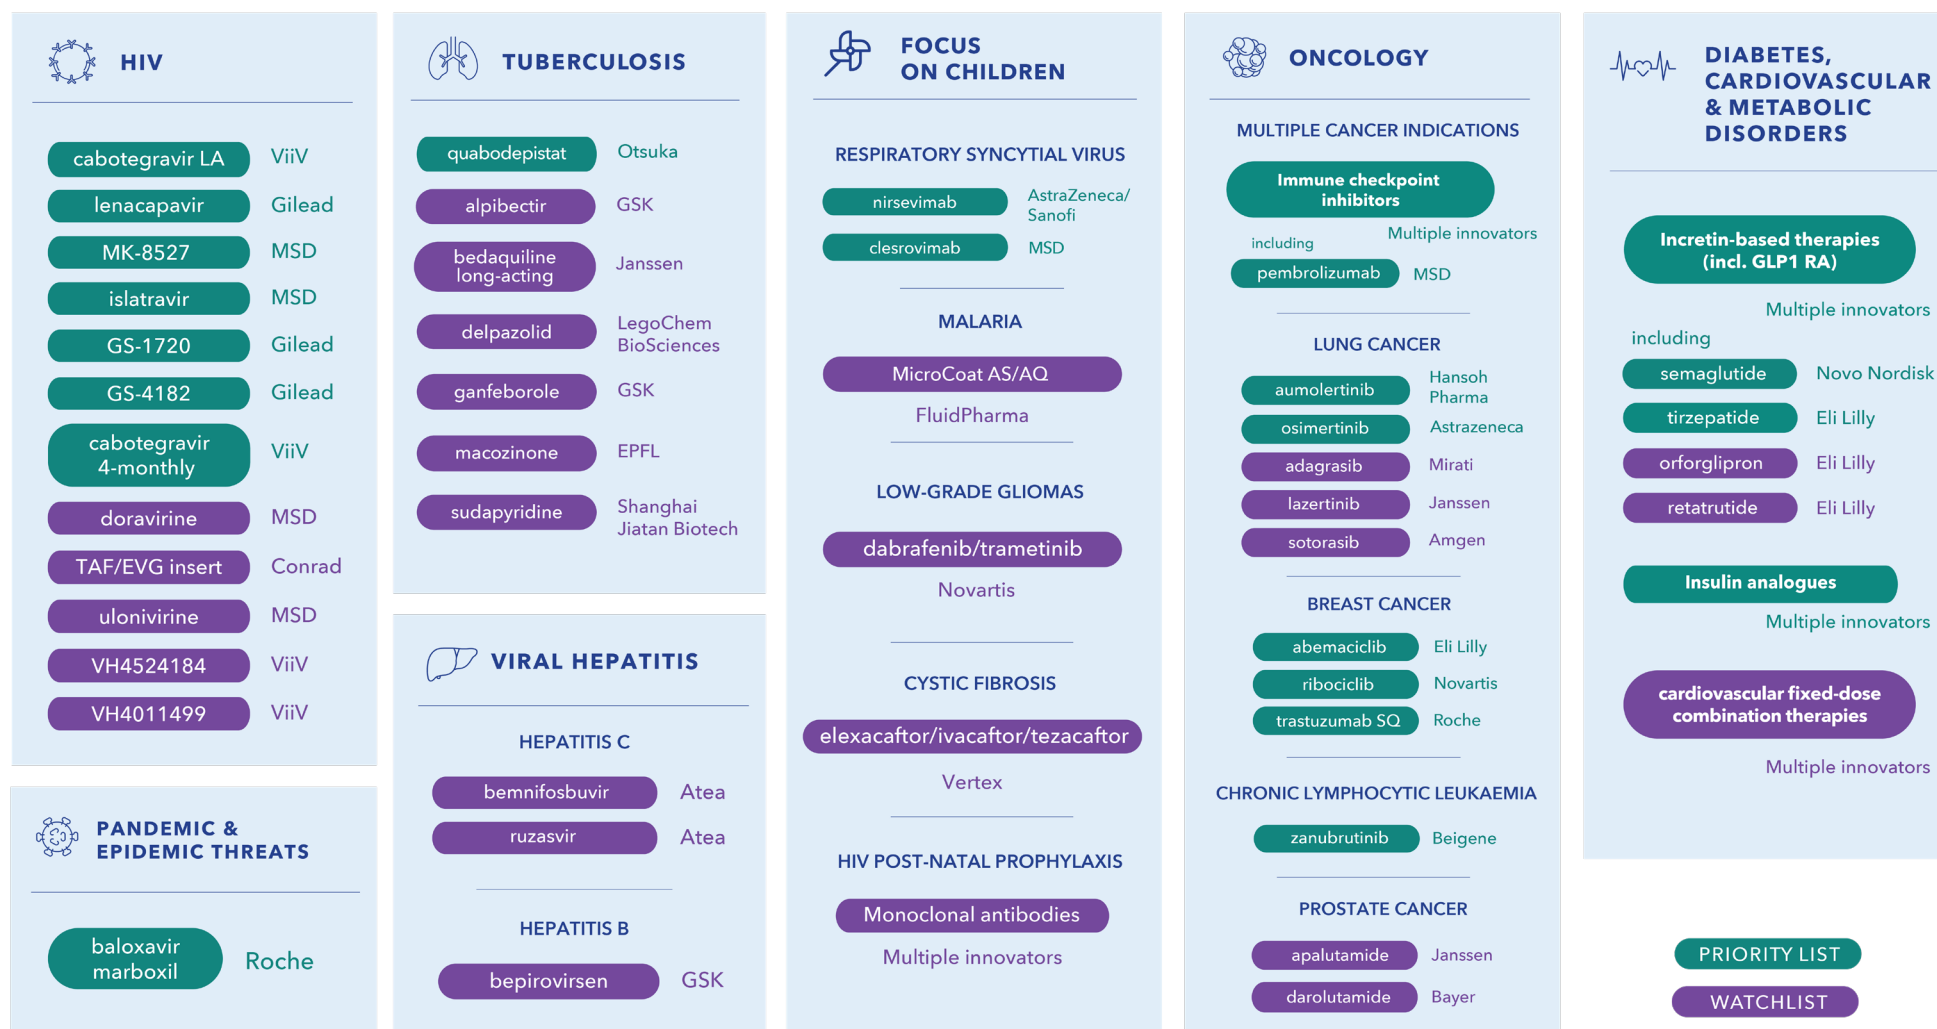 HIV
cabotegravir LA ViiV
lenacapavir Gilead
MK-8527 MSD
islatravir MSD
GS-1720 Gilead
GS-4182 Gilead
cabotegravir
4-monthly
ViiV
doravirine MSD
TAF/EVG insert Conrad
ulonivirine MSD
VH4524184 ViiV
VH4011499 ViiV
PANDEMIC &
EPIDEMIC THREATS
baloxavir
marboxil
Roche
TUBERCULOSIS
quabodepistat Otsuka
alpibectir GSK
bedaquiline
long-acting
Janssen
delpazolid
LegoChem
BioSciences
ganfeborole GSK
macozinone EPFL
sudapyridine
Shanghai
Jiatan Biotech
VIRAL HEPATITIS
HEPATITIS C
bemnifosbuvir Atea
ruzasvir Atea
HEPATITIS B
bepirovirsen GSK
FOCUS
ON CHILDREN
RESPIRATORY SYNCYTIAL VIRUS
nirsevimab
AstraZeneca/
Sanofi
clesrovimab MSD
MALARIA
MicroCoat AS/AQ
FluidPharma
LOW-GRADE GLIOMAS
dabrafenib/trametinib
Novartis
CYSTIC FIBROSIS
elexacaftor/ivacaftor/tezacaftor
Vertex
HIV POST-NATAL PROPHYLAXIS
Monoclonal antibodies
Multiple innovators
ONCOLOGY
MULTIPLE CANCER INDICATIONS
Immune checkpoint
inhibitors
Multiple innovators
including
pembrolizumab MSD
LUNG CANCER
aumolertinib
Hansoh
Pharma
osimertinib Astrazeneca
adagrasib Mirati
lazertinib Janssen
sotorasib Amgen
BREAST CANCER
abemaciclib Eli Lilly
ribociclib Novartis
trastuzumab SQ Roche
CHRONIC LYMPHOCYTIC LEUKAEMIA
zanubrutinib Beigene
PROSTATE CANCER
apalutamide Janssen
darolutamide Bayer
DIABETES,
CARDIOVASCULAR
& METABOLIC
DISORDERS
Incretin-based therapies
(incl. GLP1 RA)
Multiple innovators
including
semaglutide Novo Nordisk
tirzepatide Eli Lilly
orforglipron Eli Lilly
retatrutide Eli Lilly
Insulin analogues
Multiple innovators
cardiovascular fixed-dose
combination therapies
Multiple innovators
PRIORITY LIST
WATCHLIST